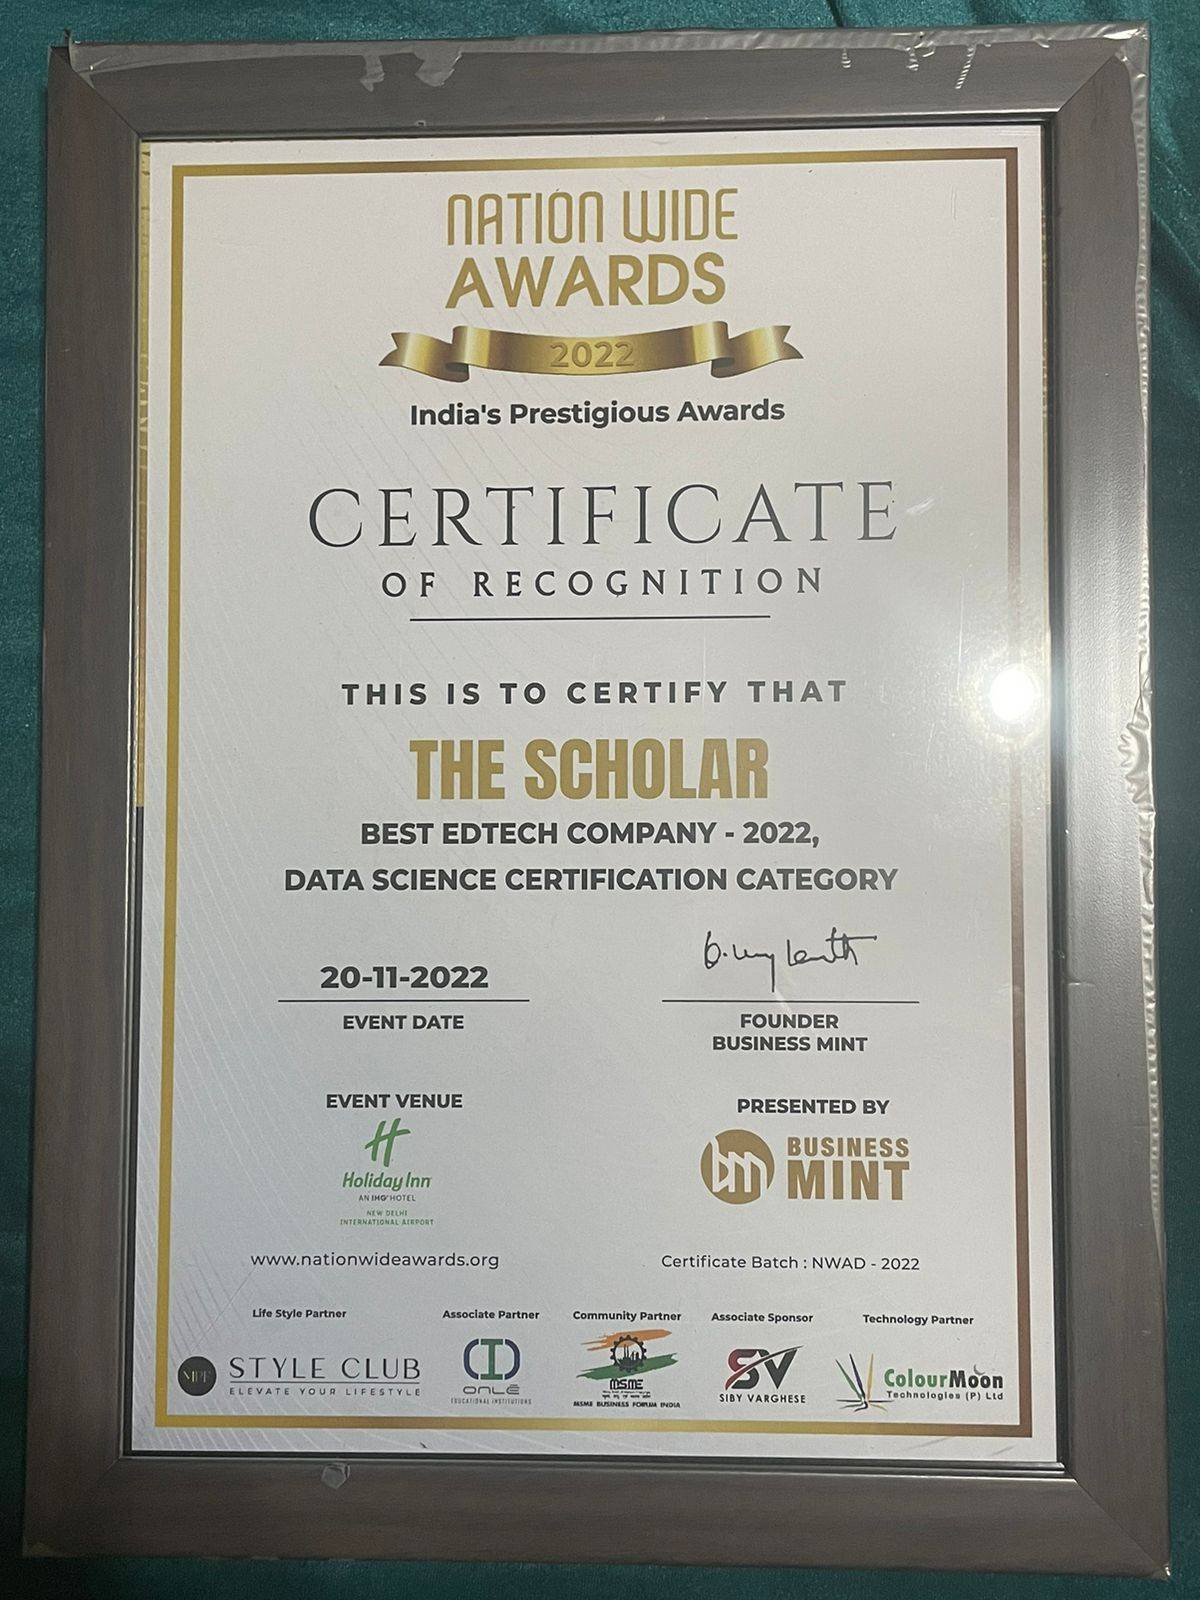 NATION WIDE
AWARDS
2022
India's Prestigious Awards
CERTIFICATE
OF RECOGNITION
THIS IS TO CERTIFY THAT
THE SCHOLAR
BEST EDTECH COMPANY - 2022,
DATA SCIENCE CERTIFICATION CATEGORY
20-11-2022
EVENT DATE
FOUNDER
BUSINESS MINT
EVENT VENUE
H
Holiday Inn
AN IHG HOTEL
NEW DELHI
INTERNATIONAL AIRPORT
PRESENTED BY
bm
BUSINESS
MINT
www.nationwideawards.org
Certificate Batch : NWAD - 2022
Life Style Partner
STYLE CLUB
ELEVATE YOUR LIFESTYLE
Associate Partner
ONLE
EDUCATIONAL INSTITUTIONS
Community Partner
MSME
MSME BUSINESS FORUM INDIA
Associate Sponsor
SV
SIBY VARGHESE
Technology Partner
ColourMoon
Technologies (P) Ltd